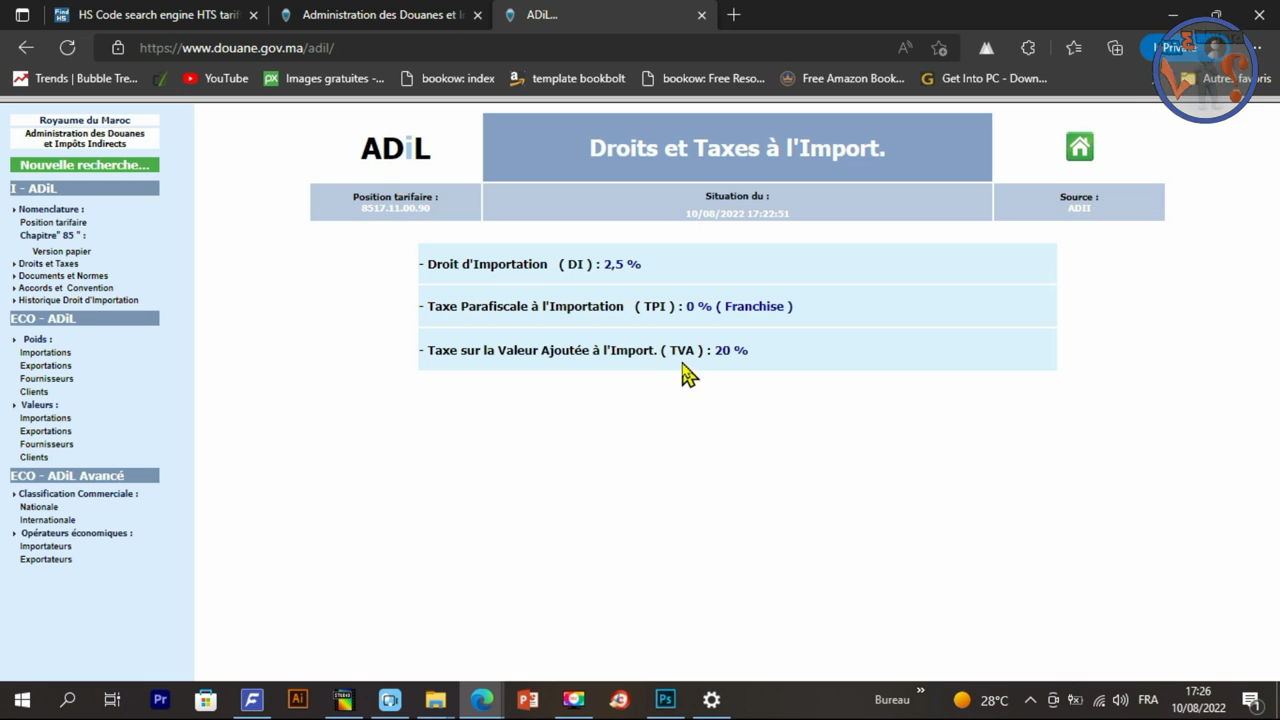 HS Code search engine HTS tarif
Administration des Douanes et I
ADiL...
https://www.douane.gov.ma/adil/
Trends | Bubble Tre...
YouTube
Images gratuites -...
bookow: index
template bookbolt
bookow: Free Reso...
Free Amazon Book...
Get Into PC - Down...
Autres favoris
Royaume du Maroc
Administration des Douanes
et Impôts Indirects
Nouvelle recherche...
I - ADiL
Nomenclature :
Position tarifaire
Chapitre" 85 " :
Version papier
Droits et Taxes
Documents et Normes
Accords et Convention
Historique Droit d'Importation
ECO - ADiL
Poids :
Importations
Exportations
Fournisseurs
Clients
Valeurs :
Importations
Exportations
Fournisseurs
Clients
ECO - ADiL Avancé
Classification Commerciale :
Nationale
Internationale
Opérateurs économiques :
Importateurs
Exportateurs
ADiL
Droits et Taxes à l'Import.
Position tarifaire :
8517.11.00.90
Situation du :
10/08/2022 17:22:51
Source :
ADII
- Droit d'Importation ( DI ) : 2,5 %
- Taxe Parafiscale à l'Importation ( TPI ) : 0 % ( Franchise )
- Taxe sur la Valeur Ajoutée à l'Import. ( TVA ) : 20 %
Bureau
28°C
FRA
17:26
10/08/2022